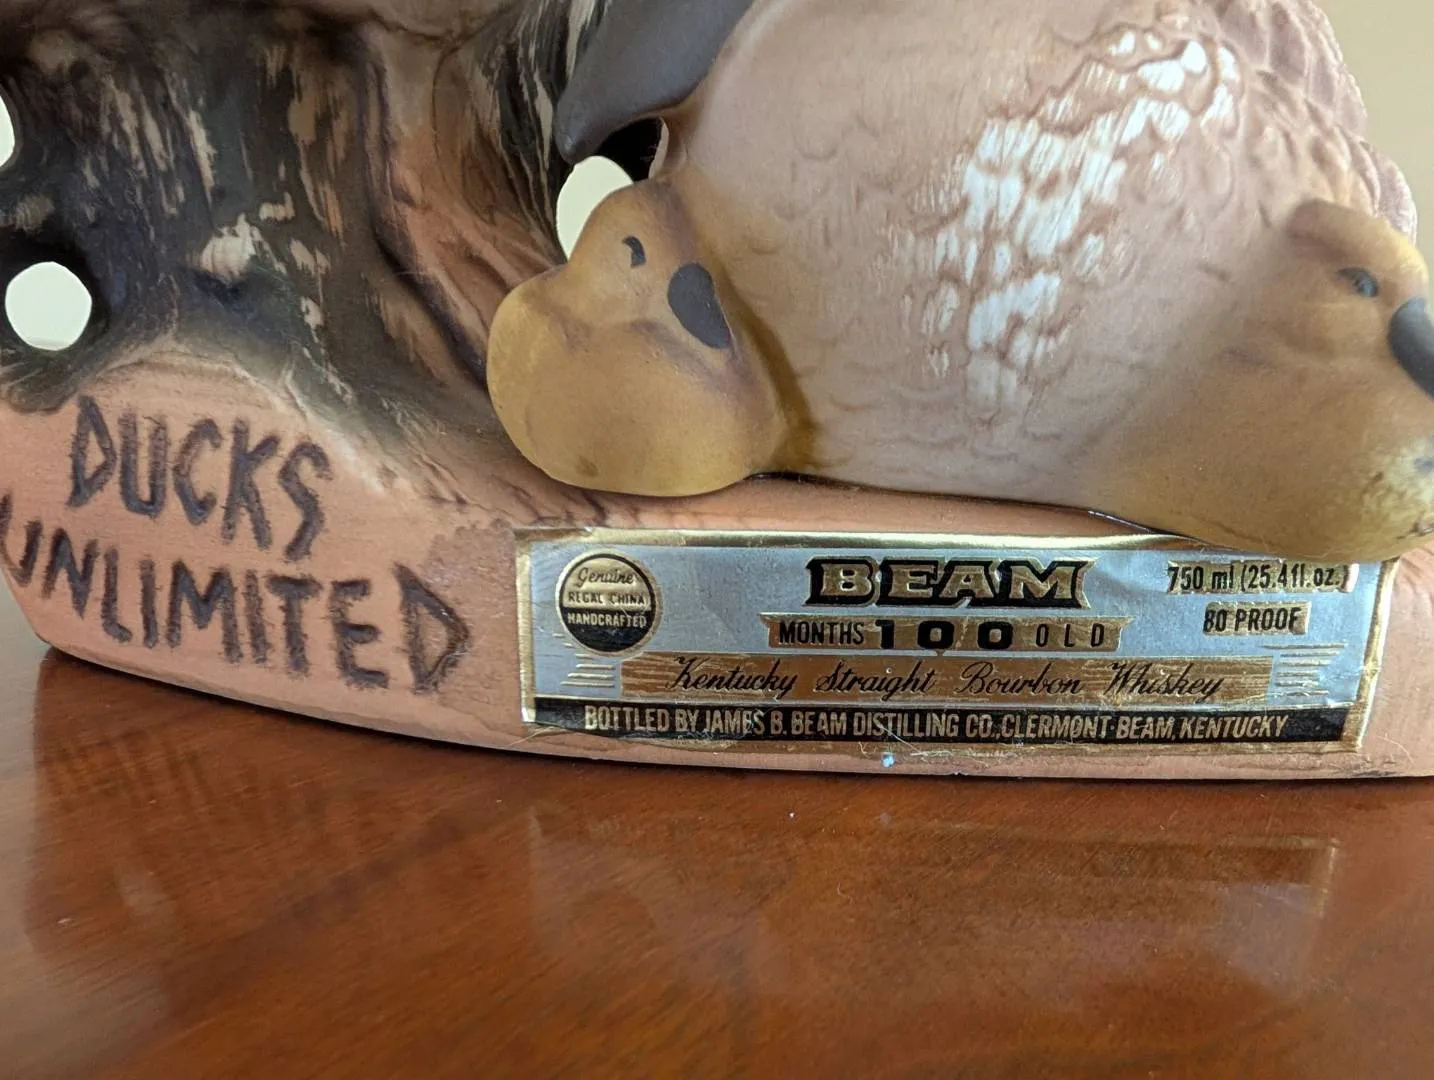 DUCKS
UNLIMITED
Genuine
REGAL CHINA
HANDCRAFTED
BEAM
750 ml (25.4 fl. oz.)
MONTHS 100 OLD
80 PROOF
Kentucky Straight Bourbon Whiskey
BOTTLED BY JAMES B. BEAM DISTILLING CO., CLERMONT·BEAM, KENTUCKY